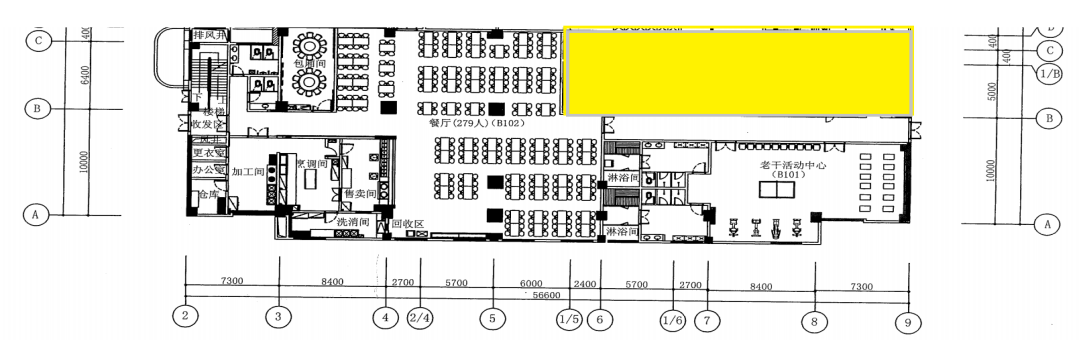 排风井
D
C
C
400
400
400
6400
包厢间
1/B
5000
下
上
楼梯
B
B
收发区
餐厅(279人)(B102)
风井
更衣室
烹调间
老干活动中心
(B101)
加工间
办公室
淋浴间
10000
10000
售卖间
仓库
A
A
洗消间
回收区
淋浴间
7300
8400
2700
5700
6000
2400
5700
2700
8400
7300
56600
2
3
4
2/4
5
1/5
6
1/6
7
8
9